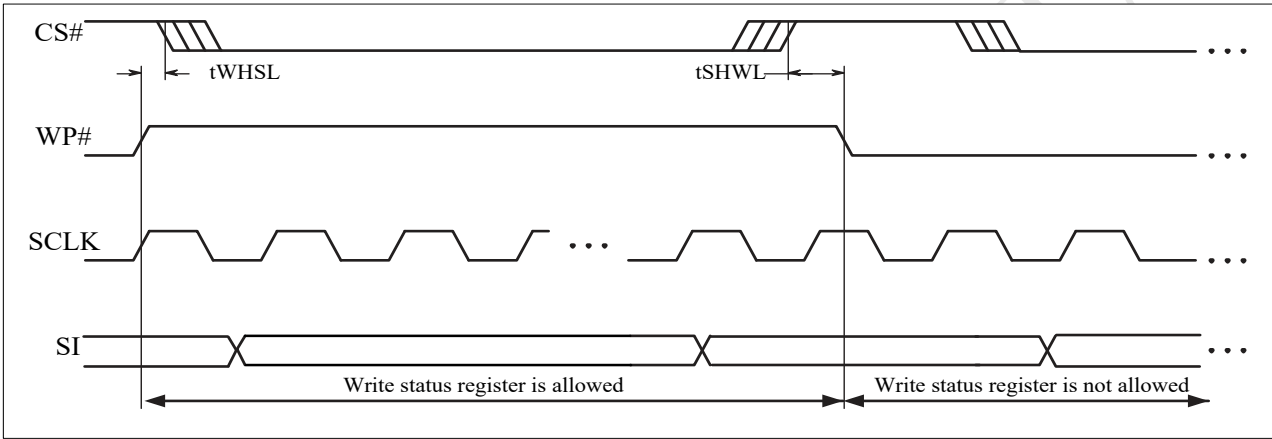 CS#
tWHSL
tSHWL
WP#
SCLK
SI
Write status register is allowed
Write status register is not allowed